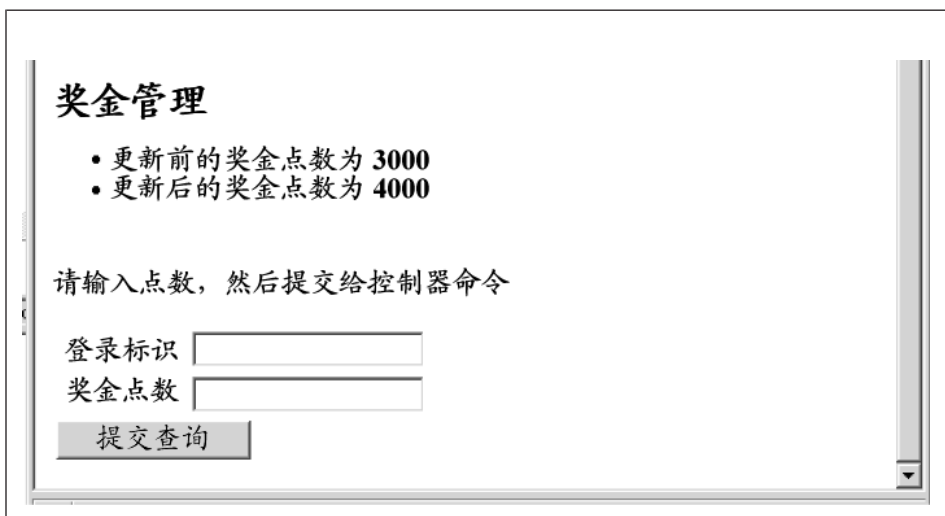 奖金管理
• 更新前的奖金点数为 3000
• 更新后的奖金点数为 4000
请输入点数，然后提交给控制器命令
登录标识
奖金点数
提交查询